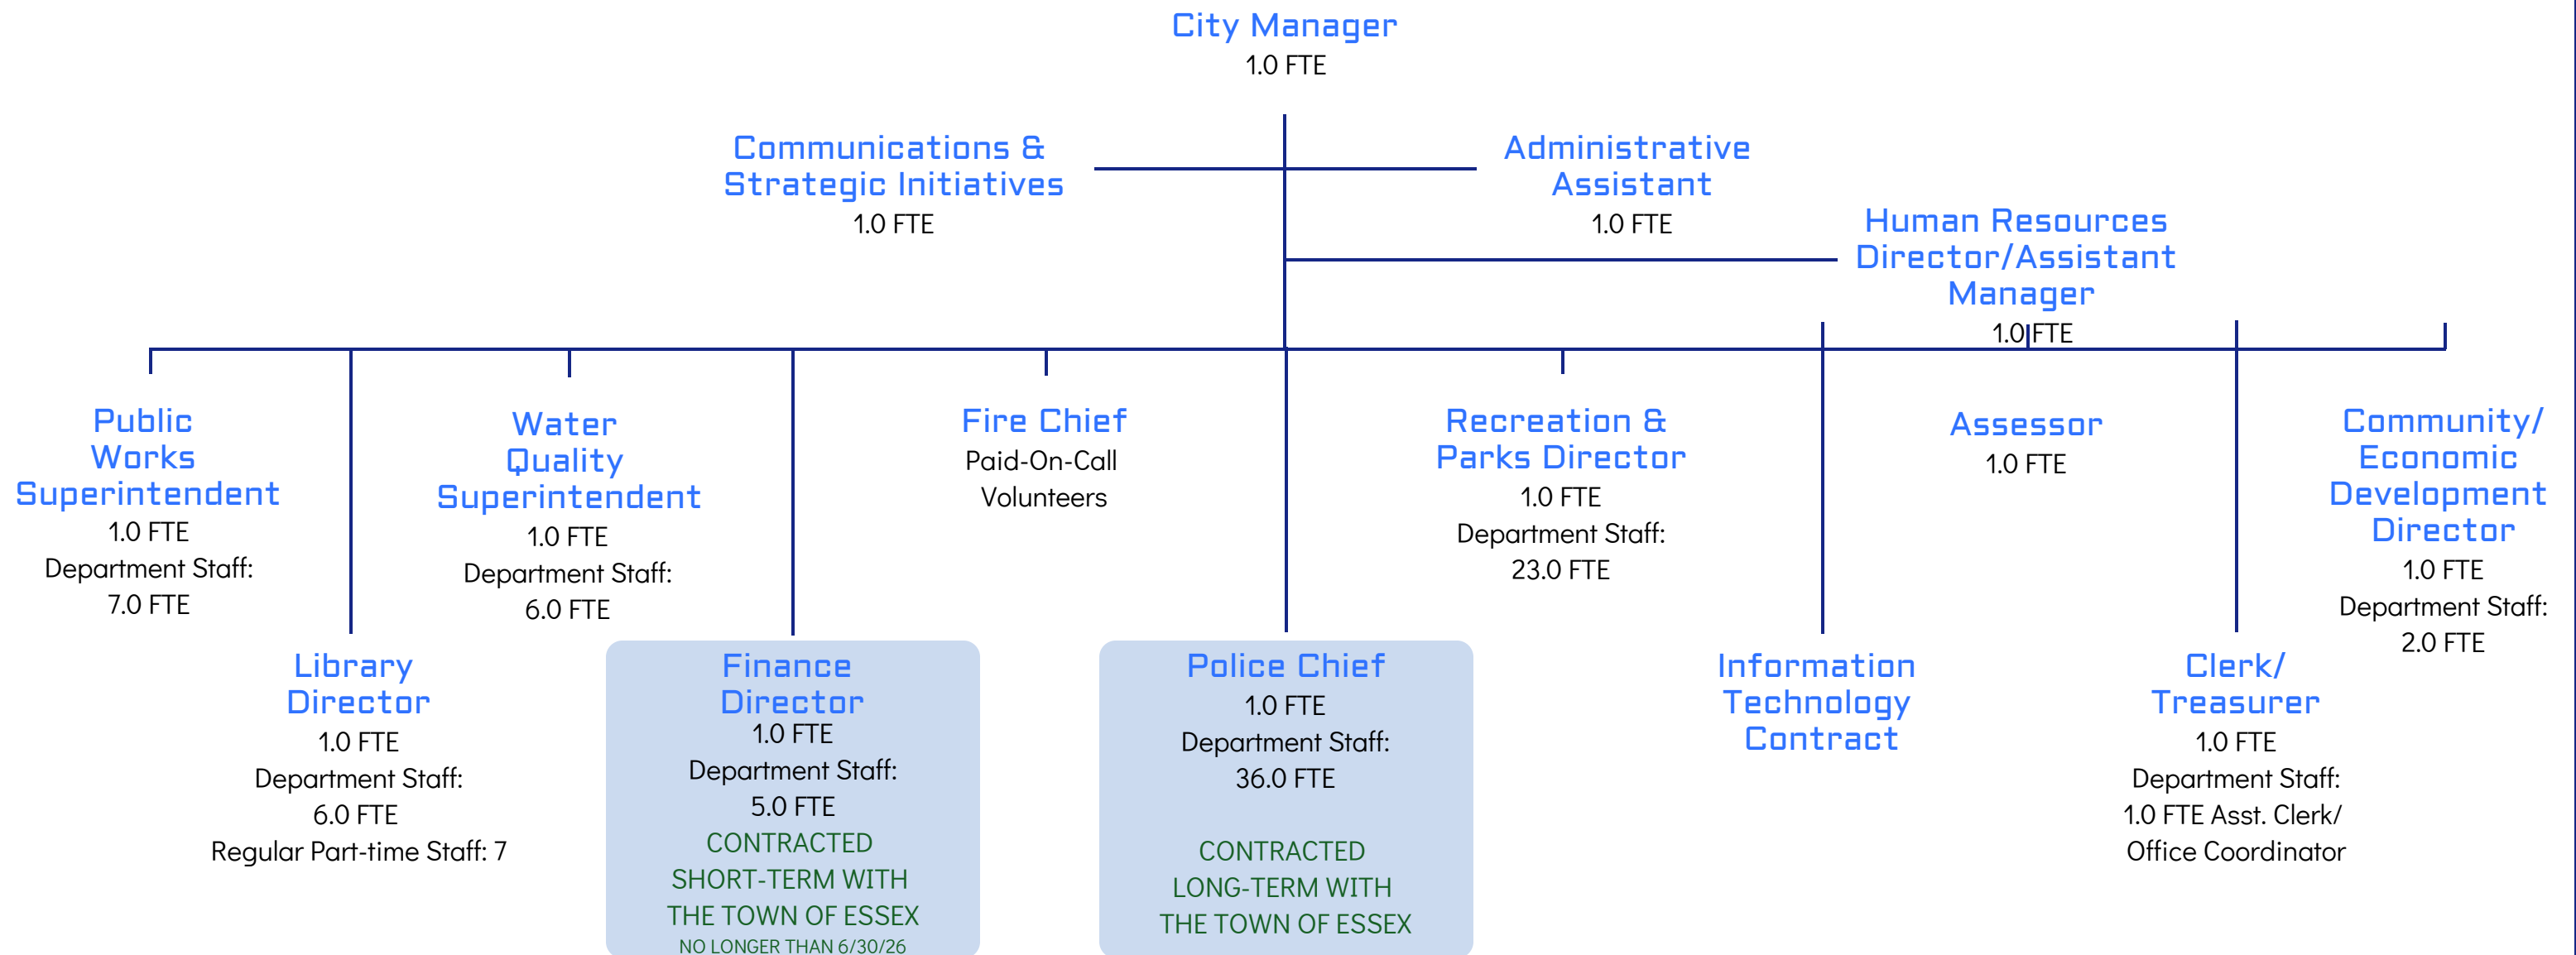 City Manager
1.0 FTE
Communications &
Strategic Initiatives
1.0 FTE
Administrative
Assistant
1.0 FTE
Human Resources
Director/Assistant
Manager
1.0 FTE
Public
Works
Superintendent
1.0 FTE
Department Staff:
7.0 FTE
Library
Director
1.0 FTE
Department Staff:
6.0 FTE
Regular Part-time Staff: 7
Water
Quality
Superintendent
1.0 FTE
Department Staff:
6.0 FTE
Finance
Director
1.0 FTE
Department Staff:
5.0 FTE
CONTRACTED
SHORT-TERM WITH
THE TOWN OF ESSEX
NO LONGER THAN 6/30/26
Fire Chief
Paid-On-Call
Volunteers
Police Chief
1.0 FTE
Department Staff:
36.0 FTE
CONTRACTED
LONG-TERM WITH
THE TOWN OF ESSEX
Recreation &
Parks Director
1.0 FTE
Department Staff:
23.0 FTE
Information
Technology
Contract
Assessor
1.0 FTE
Clerk/
Treasurer
1.0 FTE
Department Staff:
1.0 FTE Asst. Clerk/
Office Coordinator
Community/
Economic
Development
Director
1.0 FTE
Department Staff:
2.0 FTE